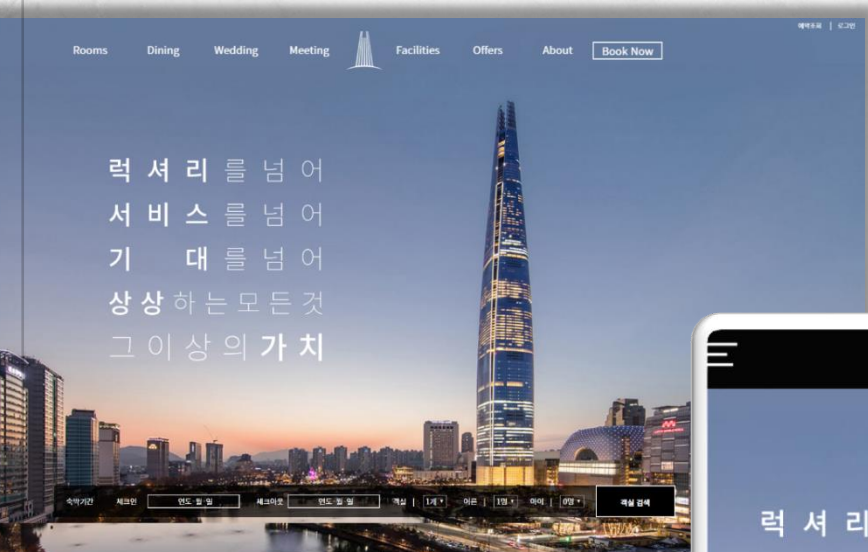 예약조회 | 로그인
Rooms Dining Wedding Meeting Facilities Offers About Book Now
럭셔리를 넘어
서비스를 넘어
기 대를 넘어
상상하는모든것
그이상의가치
숙박기간 체크인 연도-월-일 체크아웃 연도-월-일 객실 | 1개 어른 | 1명 아이 | 0명 객실 검색
럭셔리